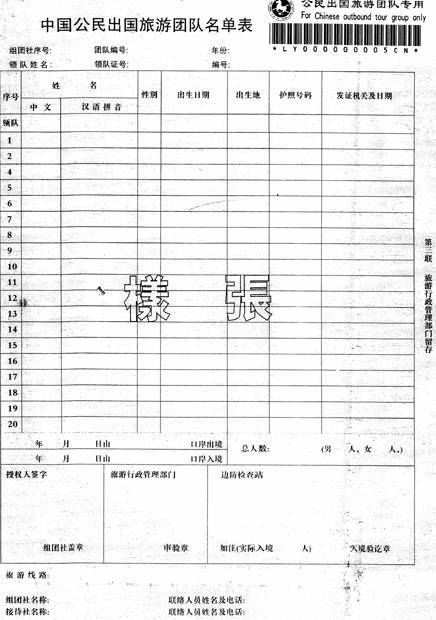 公民出国旅游团队专用
For Chinese outbound tour group only
*LY0000000005CN*
中国公民出国旅游团队名单表
组团社序号: 团队编号: 年份:
领队姓名: 领队证号: 编号:
序号 姓 名 性别 出生日期 出生地 护照号码 发证机关及日期
中 文 汉语拼音
领队
1
2
3
4
5
6
7
8
9
10
11
12
13
14
15
16
17
18
19
20
樣 張
第三联 旅游行政管理部门留存
年 月 日由 口岸出境 总人数: (男 人,女 人,)
年 月 日由 口岸入境
授权人签字 旅游行政管理部门 边防检查站
组团社盖章 审验章 加注(实际入境 人) 入境验讫章
旅游线路:
组团社名称: 联络人员姓名及电话:
接待社名称: 联络人员姓名及电话: